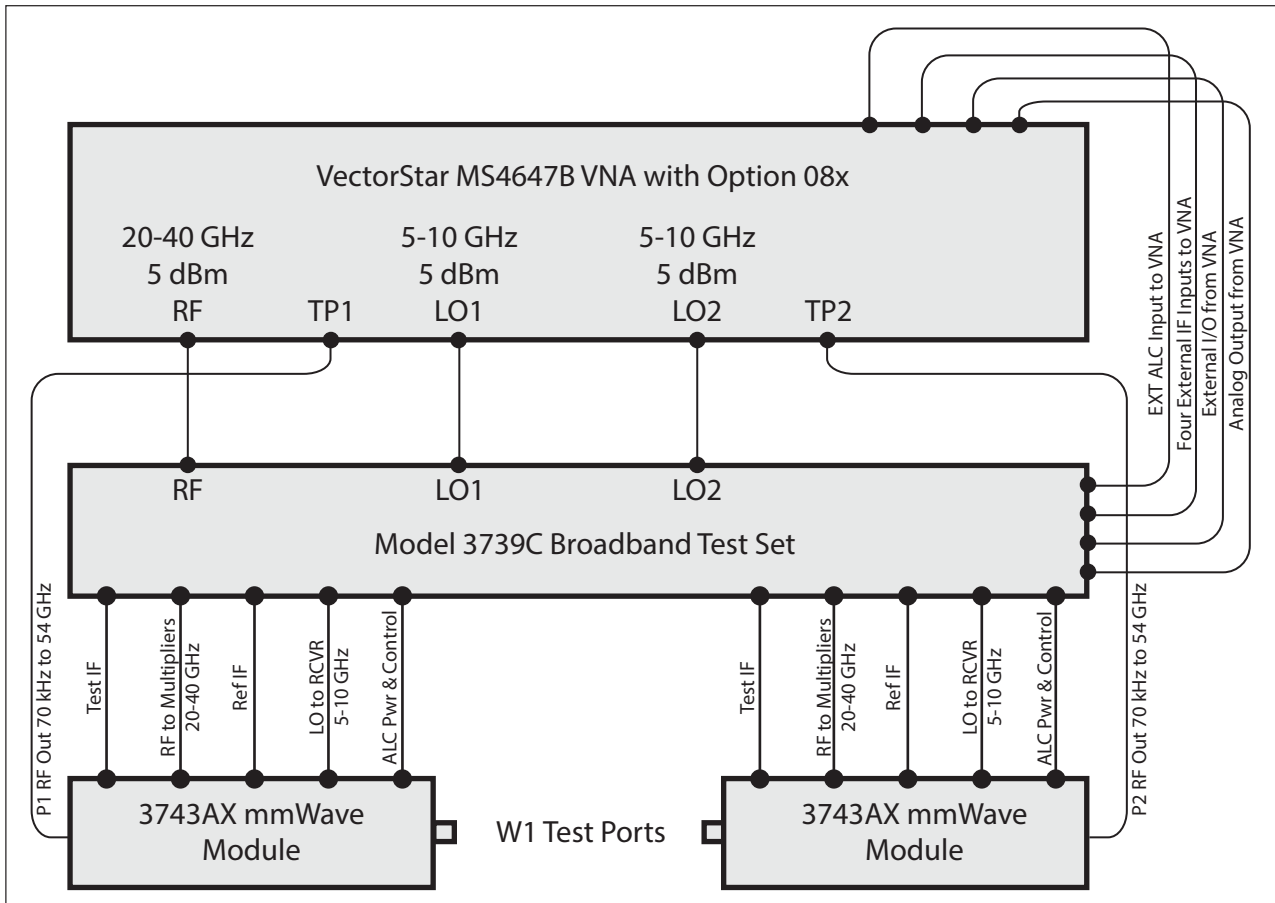 VectorStar MS4647B VNA with Option 08x
20-40 GHz
5 dBm
RF
TP1
5-10 GHz
5 dBm
LO1
5-10 GHz
5 dBm
LO2
TP2
EXT ALC Input to VNA
Four External IF Inputs to VNA
External I/O from VNA
Analog Output from VNA
RF
LO1
LO2
Model 3739C Broadband Test Set
P1 RF Out 70 kHz to 54 GHz
Test IF
RF to Multipliers
20-40 GHz
Ref IF
LO to RCVR
5-10 GHz
ALC Pwr & Control
Test IF
RF to Multipliers
20-40 GHz
Ref IF
LO to RCVR
5-10 GHz
ALC Pwr & Control
P2 RF Out 70 kHz to 54 GHz
3743AX mmWave
Module
W1 Test Ports
3743AX mmWave
Module